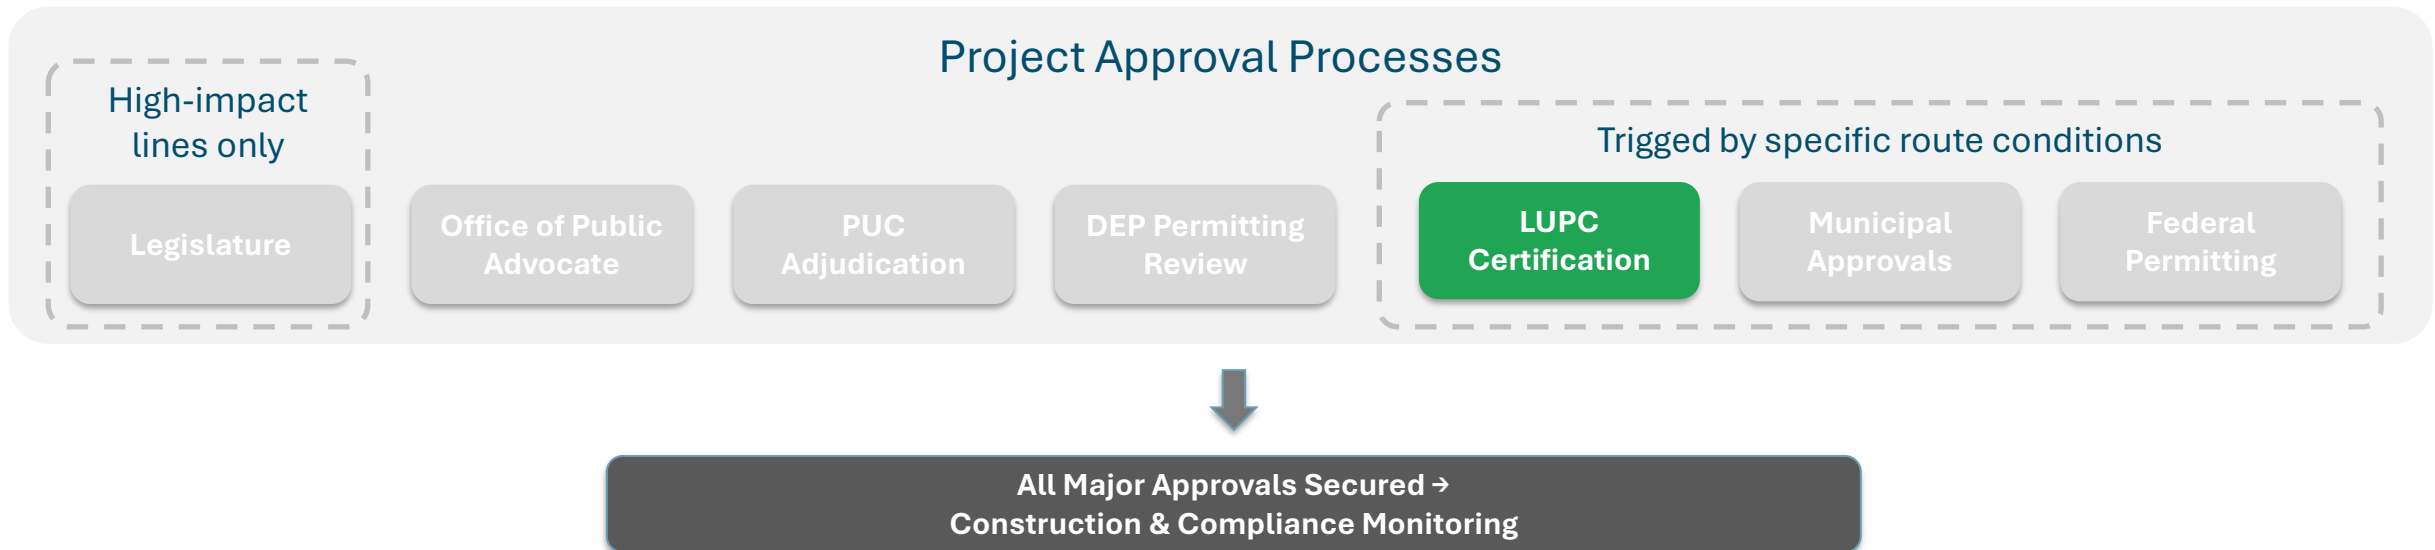 Project Approval Processes
High-impact
lines only
Legislature
Office of Public
Advocate
PUC
Adjudication
DEP Permitting
Review
Trigged by specific route conditions
LUPC
Certification
Municipal
Approvals
Federal
Permitting
All Major Approvals Secured →
Construction & Compliance Monitoring